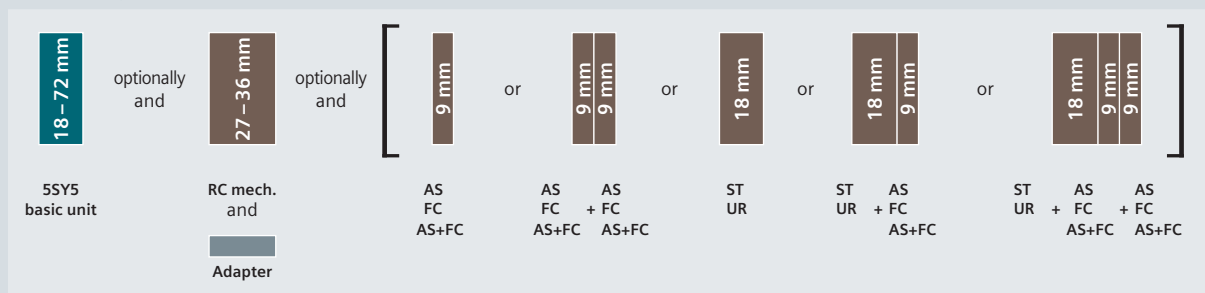 18–72 mm
optionally
and
27–36 mm
optionally
and
9 mm
or
9 mm
9 mm
or
18 mm
or
18 mm
9 mm
or
18 mm
9 mm
9 mm
5SY5
basic unit
RC mech.
and
Adapter
AS
FC
AS+FC
AS AS
FC + FC
AS+FC AS+FC
ST
UR
ST AS
UR + FC
AS+FC
ST AS AS
UR + FC + FC
AS+FC AS+FC